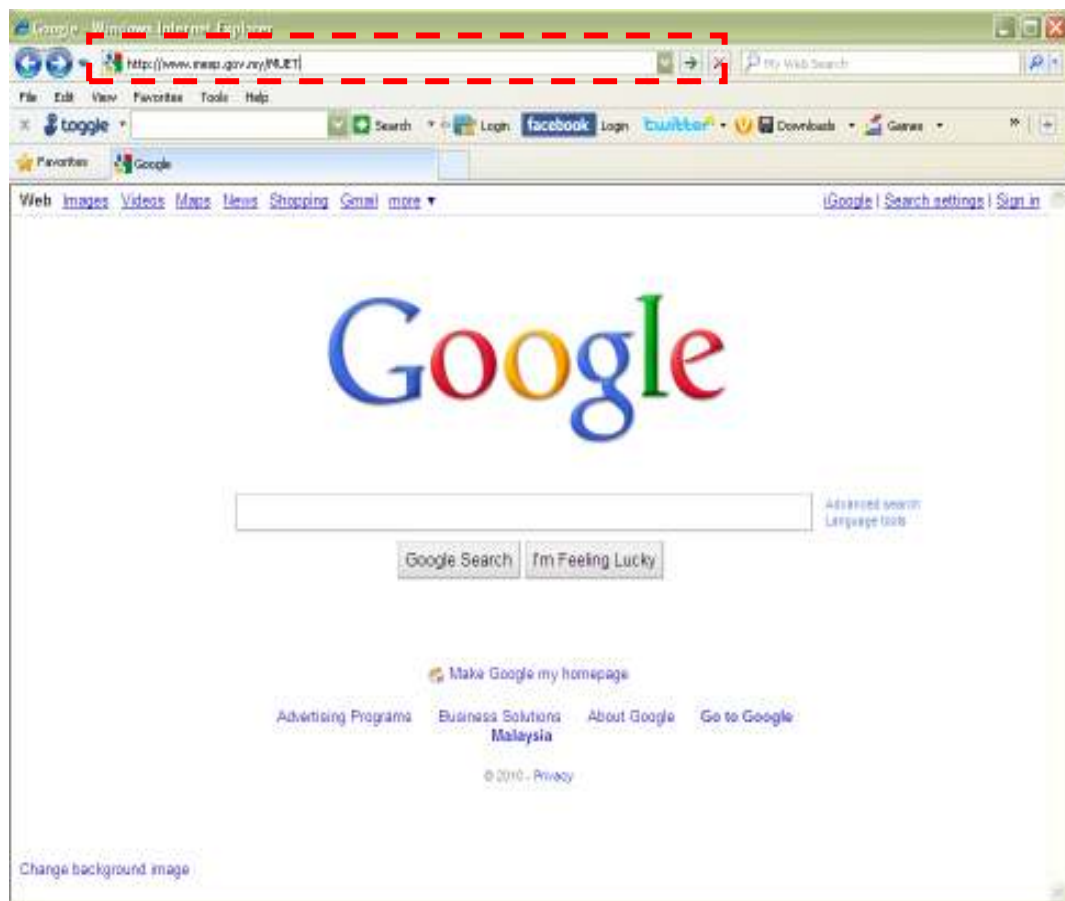 Google - Windows Internet Explorer
http://www.meap.gov.my/MUET
My Web Search
File Edit View Favorites Tools Help
x toggle Search Login facebook Login twitter Downloads Games »
Favorites Google
Web Images Videos Maps News Shopping Gmail more ▼ iGoogle | Search settings | Sign in
Google
Advanced search
Language tools
Google Search I'm Feeling Lucky
Make Google my homepage
Advertising Programs Business Solutions About Google Go to Google
Malaysia
© 2010 - Privacy
Change background image